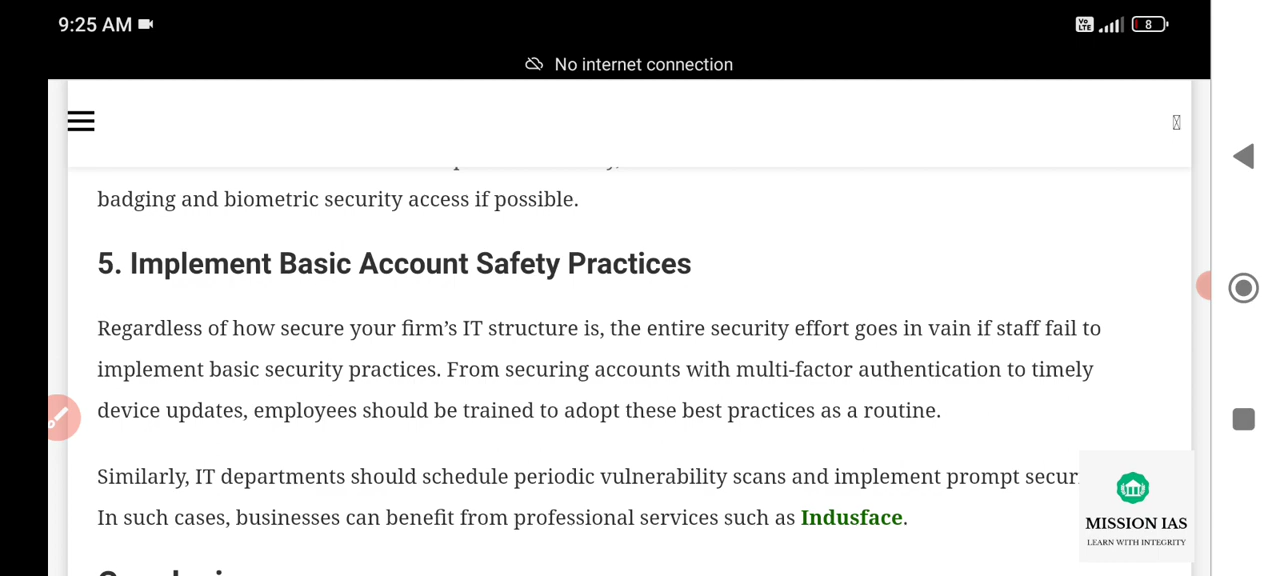 9:25 AM
Vo LTE
8
No internet connection
badging and biometric security access if possible.
5. Implement Basic Account Safety Practices
Regardless of how secure your firm's IT structure is, the entire security effort goes in vain if staff fail to
implement basic security practices. From securing accounts with multi-factor authentication to timely
device updates, employees should be trained to adopt these best practices as a routine.
Similarly, IT departments should schedule periodic vulnerability scans and implement prompt
In such cases, businesses can benefit from professional services such as Indusface.
MISSION IAS
LEARN WITH INTEGRITY